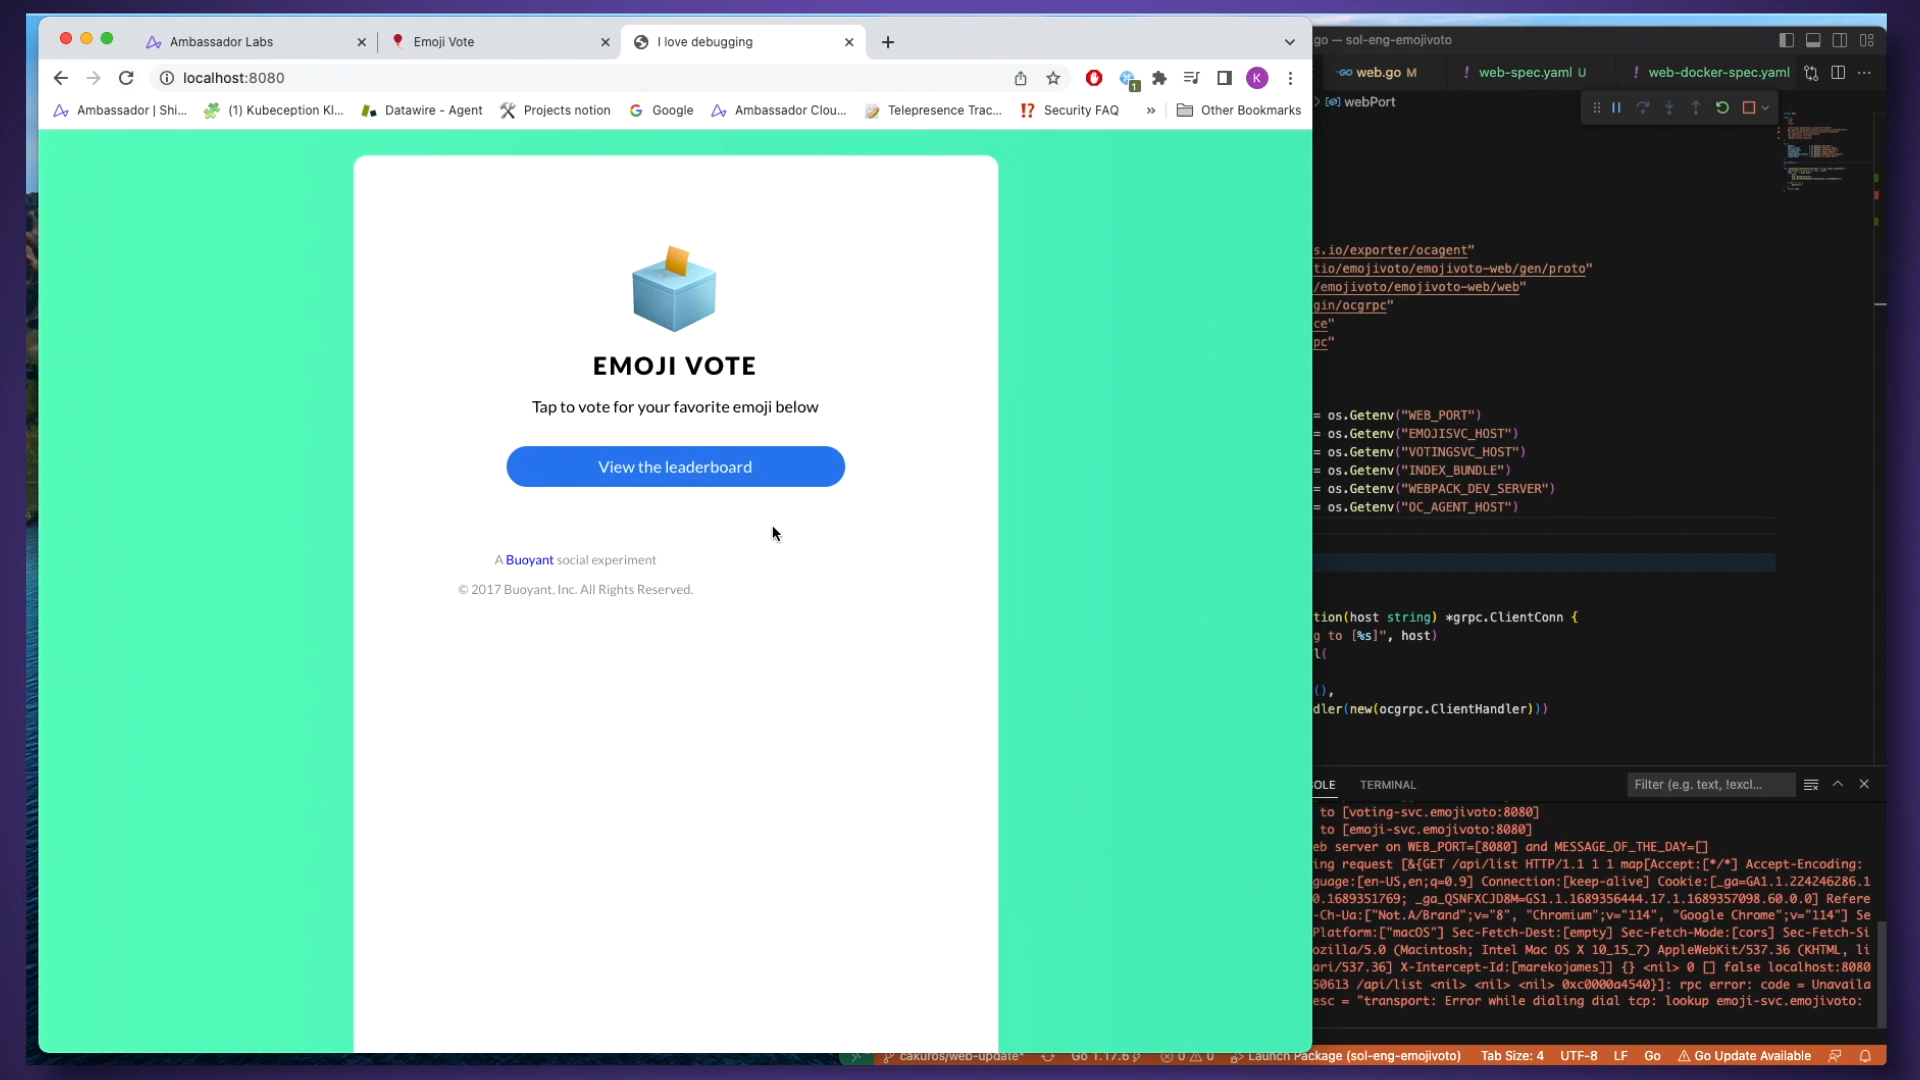 Ambassador Labs
Emoji Vote
I love debugging
localhost:8080
K
1
Ambassador | Shi...
(1) Kubeception Kl...
Datawire - Agent
Projects notion
Google
Ambassador Clou...
Telepresence Trac...
Security FAQ
»
Other Bookmarks
EMOJI VOTE
Tap to vote for your favorite emoji below
View the leaderboard
A Buoyant social experiment
© 2017 Buoyant, Inc. All Rights Reserved.
go — sol-eng-emojivoto
web.go M
! web-spec.yaml U
! web-docker-spec.yaml
> webPort
s.io/exporter/ocagent"
tio/emojivoto/emojivoto-web/gen/proto"
/emojivoto/emojivoto-web/web"
gin/ocgrpc"
ce"
pc"
= os.Getenv("WEB_PORT")
= os.Getenv("EMOJISVC_HOST")
= os.Getenv("VOTINGSVC_HOST")
= os.Getenv("INDEX_BUNDLE")
= os.Getenv("WEBPACK_DEV_SERVER")
= os.Getenv("OC_AGENT_HOST")
tion(host string) *grpc.ClientConn {
g to [%s]", host)
l(
(),
dler(new(ocgrpc.ClientHandler)))
OLE
TERMINAL
Filter (e.g. text, !excl...
to [voting-svc.emojivoto:8080]
to [emoji-svc.emojivoto:8080]
eb server on WEB_PORT=[8080] and MESSAGE_OF_THE_DAY=[]
ing request [&{GET /api/list HTTP/1.1 1 1 map[Accept:[*/*] Accept-Encoding:
guage:[en-US,en;q=0.9] Connection:[keep-alive] Cookie:[_ga=GA1.1.224246286.1
0.1689351769; _ga_QSNFXCJD8M=GS1.1.1689356444.17.1.1689357098.60.0.0] Refere
-Ch-Ua:["Not.A/Brand";v="8", "Chromium";v="114", "Google Chrome";v="114"] Se
Platform:["macOS"] Sec-Fetch-Dest:[empty] Sec-Fetch-Mode:[cors] Sec-Fetch-Si
ozilla/5.0 (Macintosh; Intel Mac OS X 10_15_7) AppleWebKit/537.36 (KHTML, li
ari/537.36] X-Intercept-Id:[marekojames]] {} <nil> 0 [] false localhost:8080
50613 /api/list <nil> <nil> <nil> 0xc0000a4540}]: rpc error: code = Unavaila
esc = "transport: Error while dialing dial tcp: lookup emoji-svc.emojivoto:
cakuros/web-update* Go 1.17.6 0 0 Launch Package (sol-eng-emojivoto) Tab Size: 4 UTF-8 LF Go Go Update Available